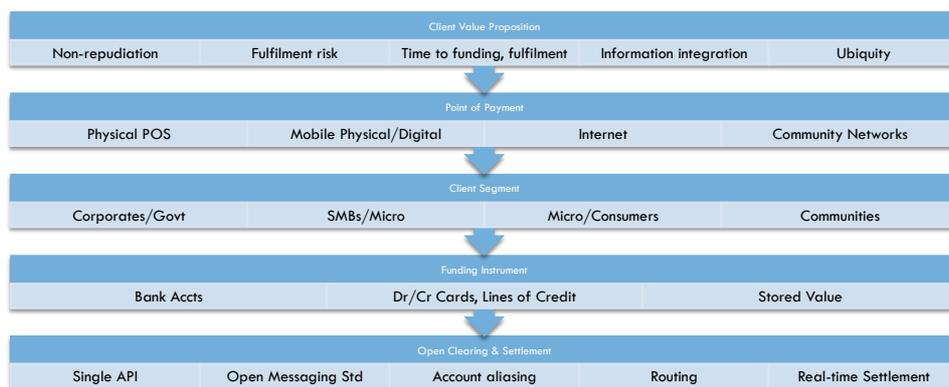 Client Value Proposition
Non-repudiation Fulfilment risk Time to funding, fulfilment Information integration Ubiquity
Point of Payment
Physical POS Mobile Physical/Digital Internet Community Networks
Client Segment
Corporates/Govt SMBs/Micro Micro/Consumers Communities
Funding Instrument
Bank Accts Dr/Cr Cards, Lines of Credit Stored Value
Open Clearing & Settlement
Single API Open Messaging Std Account aliasing Routing Real-time Settlement